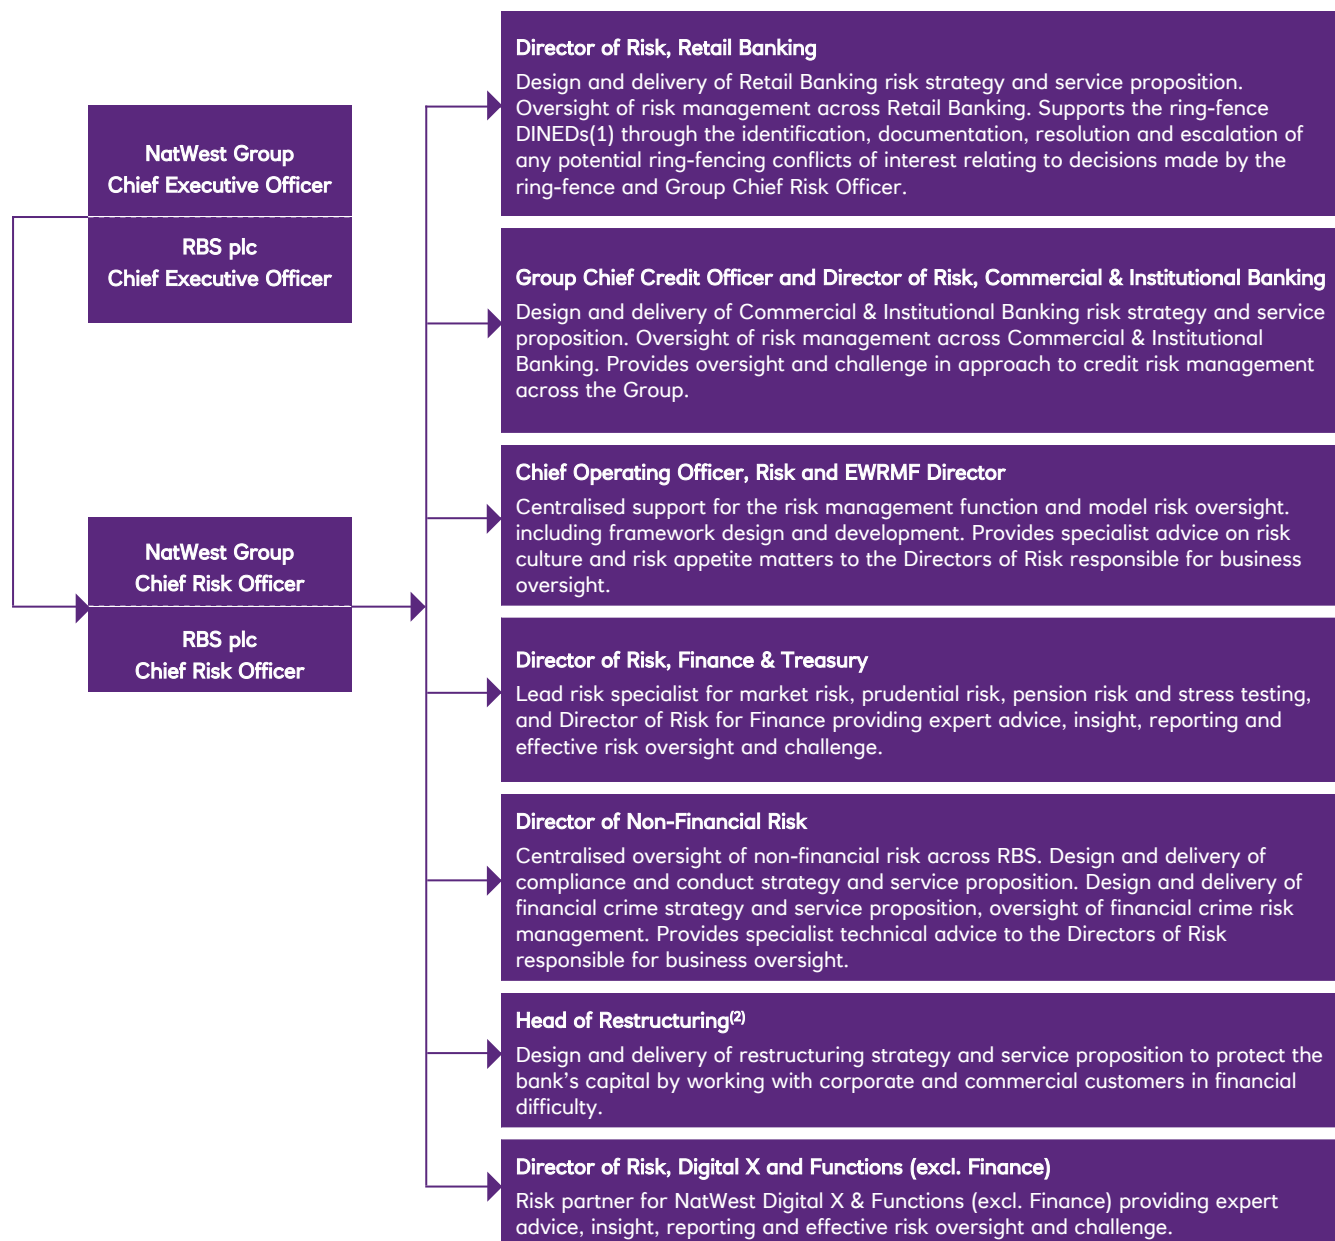 NatWest Group
Chief Executive Officer
RBS plc
Chief Executive Officer
NatWest Group
Chief Risk Officer
RBS plc
Chief Risk Officer
Director of Risk, Retail Banking
Design and delivery of Retail Banking risk strategy and service proposition.
Oversight of risk management across Retail Banking. Supports the ring-fence
DINEDs(1) through the identification, documentation, resolution and escalation of
any potential ring-fencing conflicts of interest relating to decisions made by the
ring-fence and Group Chief Risk Officer.
Group Chief Credit Officer and Director of Risk, Commercial & Institutional Banking
Design and delivery of Commercial & Institutional Banking risk strategy and service
proposition. Oversight of risk management across Commercial & Institutional
Banking. Provides oversight and challenge in approach to credit risk management
across the Group.
Chief Operating Officer, Risk and EWRMF Director
Centralised support for the risk management function and model risk oversight.
including framework design and development. Provides specialist advice on risk
culture and risk appetite matters to the Directors of Risk responsible for business
oversight.
Director of Risk, Finance & Treasury
Lead risk specialist for market risk, prudential risk, pension risk and stress testing,
and Director of Risk for Finance providing expert advice, insight, reporting and
effective risk oversight and challenge.
Director of Non-Financial Risk
Centralised oversight of non-financial risk across RBS. Design and delivery of
compliance and conduct strategy and service proposition. Design and delivery of
financial crime strategy and service proposition, oversight of financial crime risk
management. Provides specialist technical advice to the Directors of Risk
responsible for business oversight.
Head of Restructuring(2)
Design and delivery of restructuring strategy and service proposition to protect the
bank's capital by working with corporate and commercial customers in financial
difficulty.
Director of Risk, Digital X and Functions (excl. Finance)
Risk partner for NatWest Digital X & Functions (excl. Finance) providing expert
advice, insight, reporting and effective risk oversight and challenge.